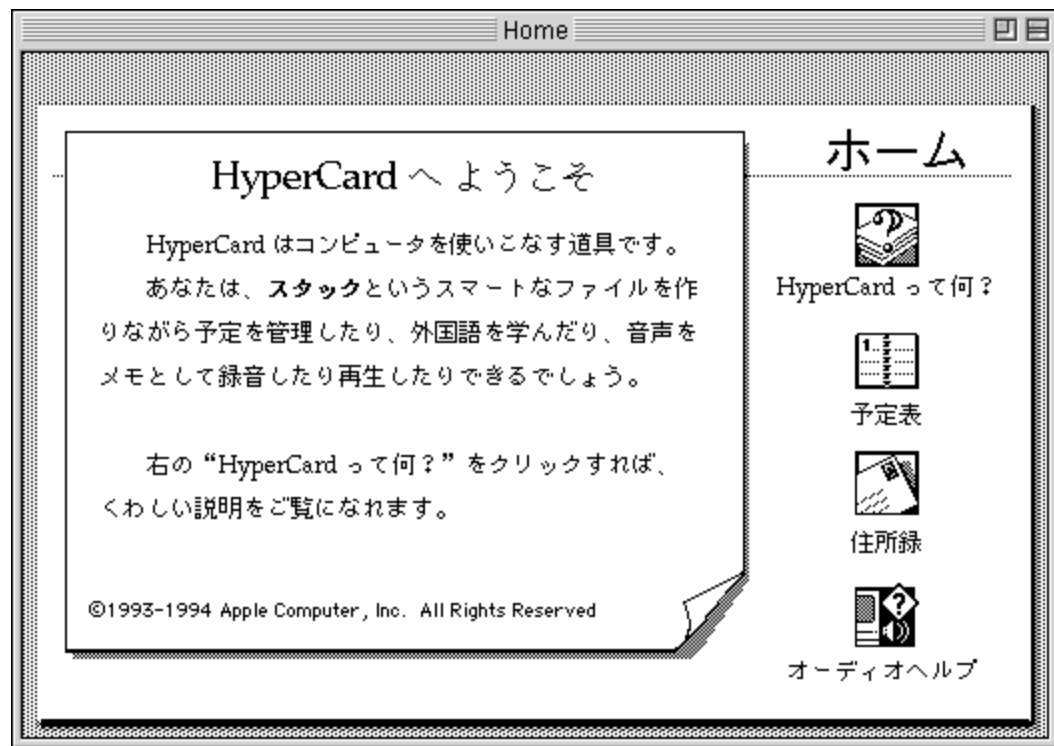 Home
HyperCard へ ようこそ
HyperCard はコンピュータを使いこなす道具です。
あなたは、スタックというスマートなファイルを作
りながら予定を管理したり、外国語を学んだり、音声を
メモとして録音したり再生したりできるでしょう。
右の“HyperCard って何？”をクリックすれば、
くわしい説明をご覧になれます。
©1993-1994 Apple Computer, Inc. All Rights Reserved
ホーム
HyperCard って何？
1.
予定表
住所録
?
オーディオヘルプ